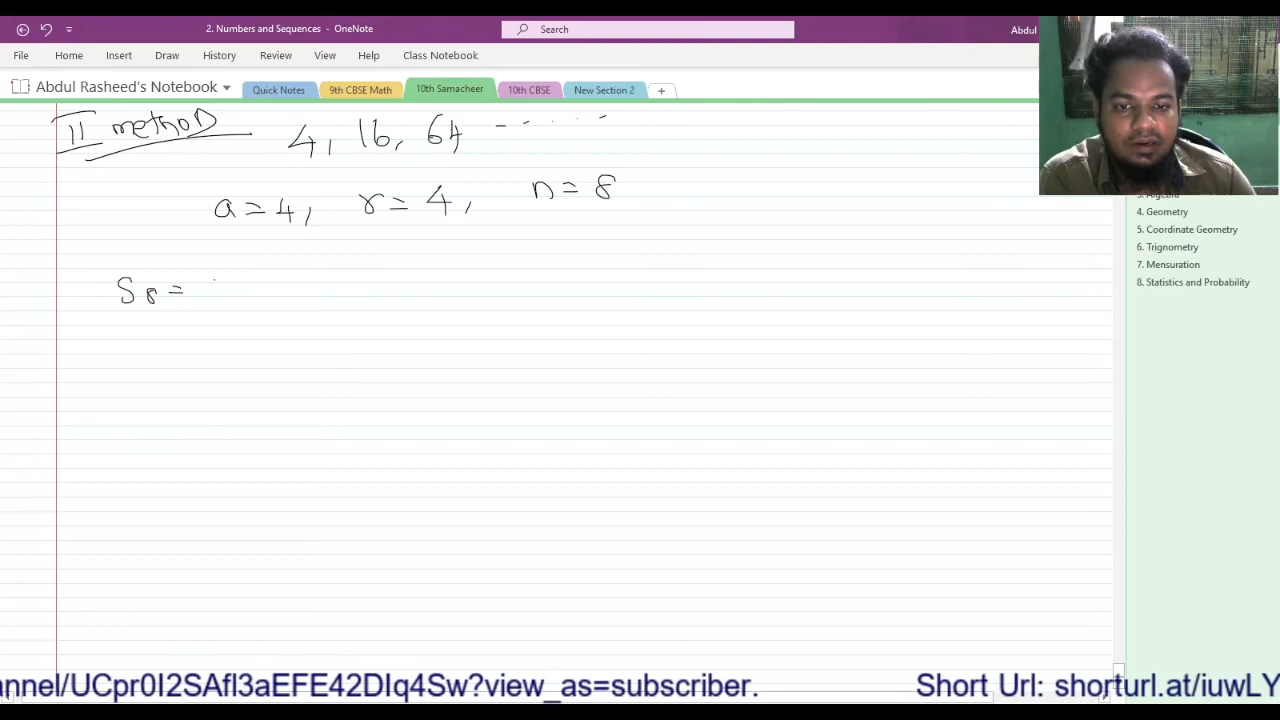 2. Numbers and Sequences - OneNote
Search
Abdul
File Home Insert Draw History Review View Help Class Notebook
Abdul Rasheed's Notebook
Quick Notes 9th CBSE Math 10th Samacheer 10th CBSE New Section 2 +
II method 4, 16, 64 - ....
a = 4, r = 4, n = 8
S8 =
4. Geometry
5. Coordinate Geometry
6. Trignometry
7. Mensuration
8. Statistics and Probability
annel/UCpr0I2SAfl3aEFE42DIq4Sw?view_as=subscriber. Short Url: shorturl.at/iuwLY